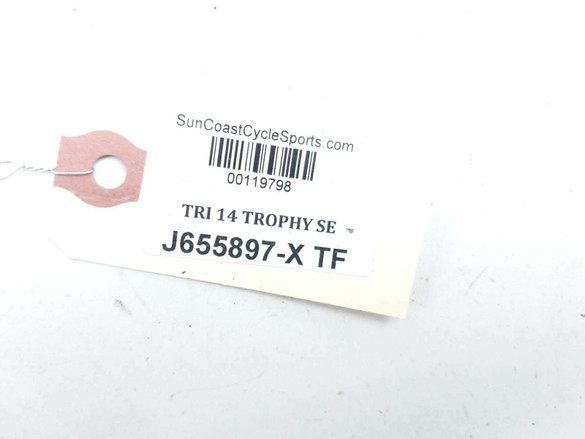 SunCoastCycleSports.com
00119798
TRI 14 TROPHY SE
J655897-X TF